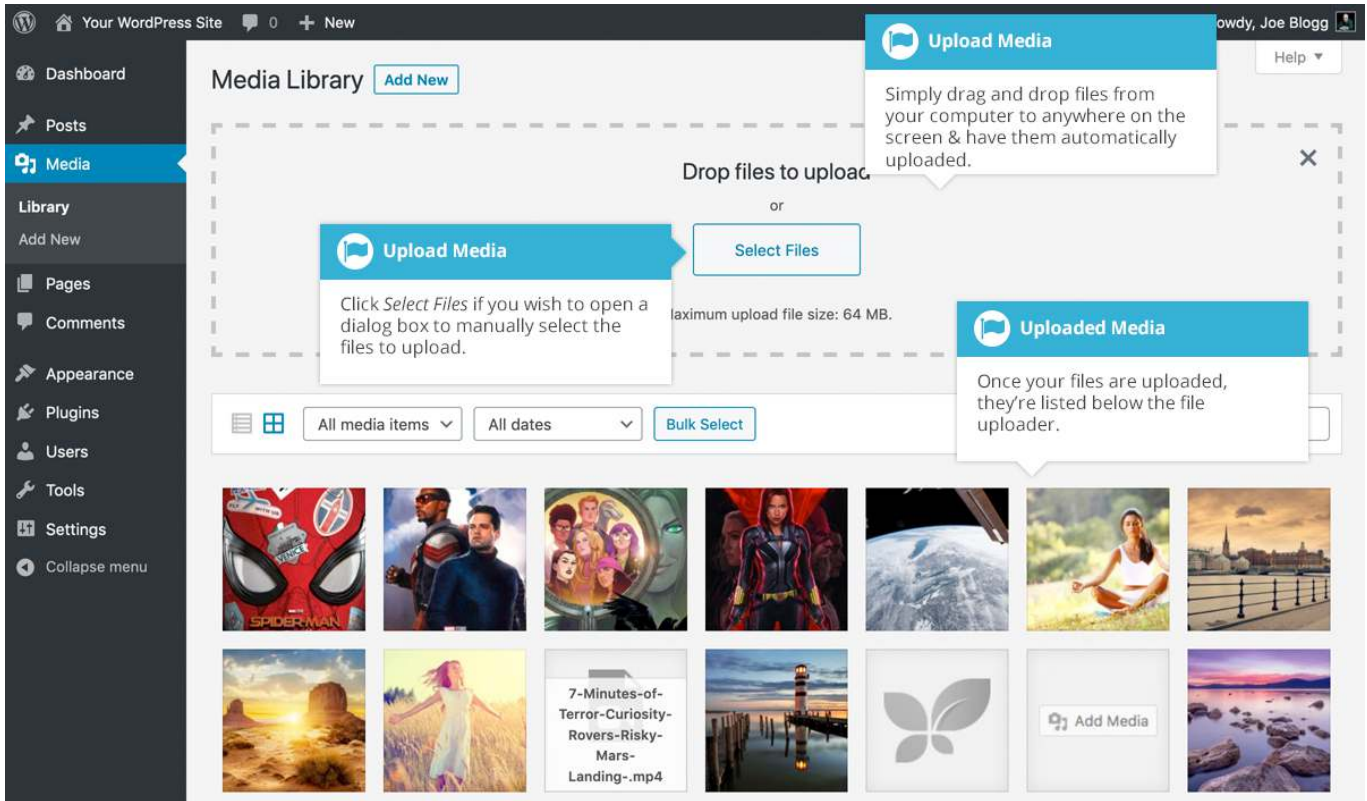 Your WordPress Site 0 New
owdy, Joe Blogg
Help
Dashboard
Posts
Media
Library
Add New
Pages
Comments
Appearance
Plugins
Users
Tools
Settings
Collapse menu
Media Library Add New
Upload Media
Simply drag and drop files from
your computer to anywhere on the
screen & have them automatically
uploaded.
Drop files to upload
or
Select Files
Upload Media
Click Select Files if you wish to open a
dialog box to manually select the
files to upload.
aximum upload file size: 64 MB.
Uploaded Media
Once your files are uploaded,
they're listed below the file
uploader.
All media items All dates Bulk Select
VENICE
SPIDER-MAN
7-Minutes-of-
Terror-Curiosity-
Rovers-Risky-
Mars-
Landing-.mp4
Add Media